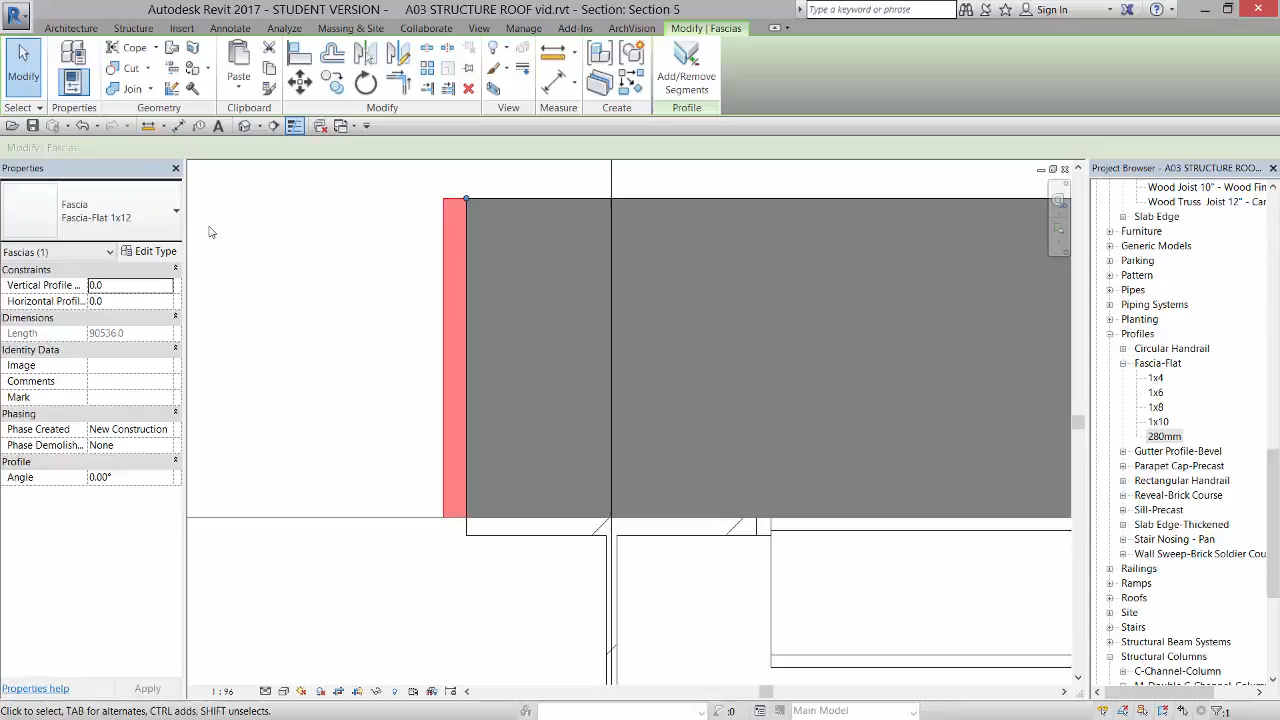 Autodesk Revit 2017 - STUDENT VERSION - A03 STRUCTURE ROOF vid.rvt - Section: Section 5
Type a keyword or phrase
Sign In
Architecture Structure Insert Annotate Analyze Massing & Site Collaborate View Manage Add-Ins ArchVision Modify | Fascias
Modify Cope Cut Join Paste Add/Remove Segments
Select Properties Geometry Clipboard Modify View Measure Create Profile
Modify | Fascias
Properties
Fascia
Fascia-Flat 1x12
Fascias (1) Edit Type
Constraints
Vertical Profile ... 0.0
Horizontal Profil... 0.0
Dimensions
Length 90536.0
Identity Data
Image
Comments
Mark
Phasing
Phase Created New Construction
Phase Demolish... None
Profile
Angle 0.00°
Properties help Apply
1 : 96
Project Browser - A03 STRUCTURE ROO...
Wood Joist 10" - Wood Fin
Wood Truss Joist 12" - Car
Slab Edge
Furniture
Generic Models
Parking
Pattern
Pipes
Piping Systems
Planting
Profiles
Circular Handrail
Fascia-Flat
1x4
1x6
1x8
1x10
280mm
Gutter Profile-Bevel
Parapet Cap-Precast
Rectangular Handrail
Reveal-Brick Course
Sill-Precast
Slab Edge-Thickened
Stair Nosing - Pan
Wall Sweep-Brick Soldier Cou
Railings
Ramps
Roofs
Site
Stairs
Structural Beam Systems
Structural Columns
C-Channel-Column
Click to select, TAB for alternates, CTRL adds, SHIFT unselects. :0 Main Model :1